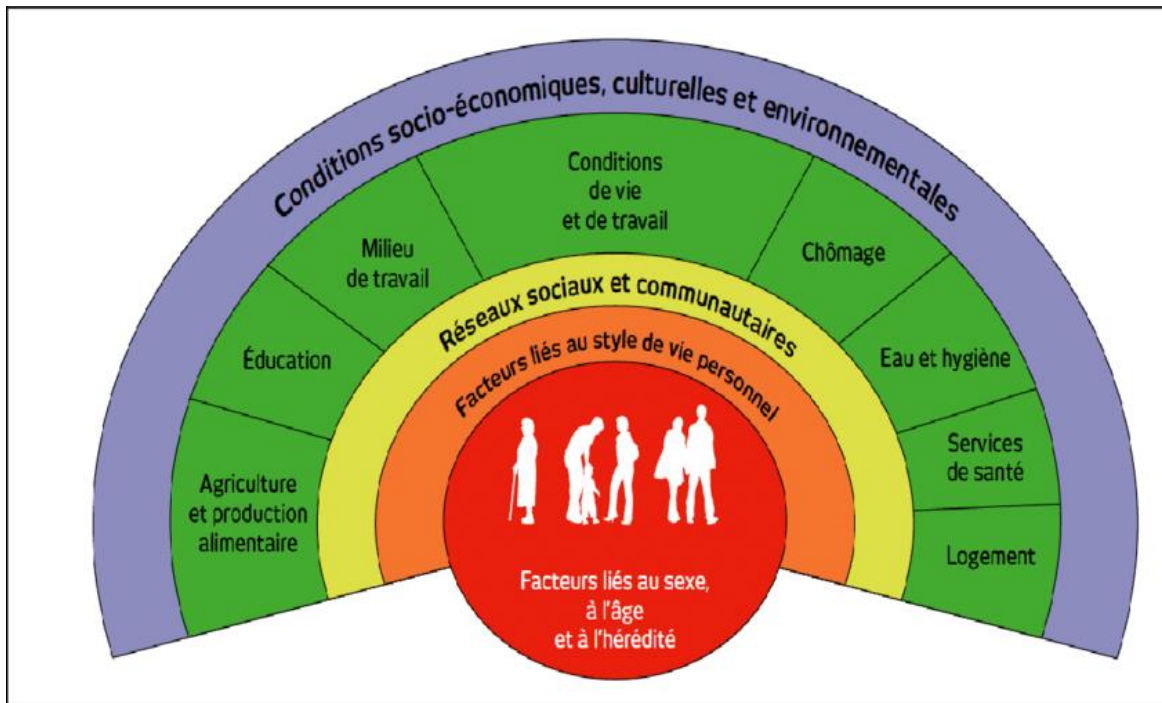 Conditions socio-économiques, culturelles et environnementales
Conditions
de vie
et de travail
Milieu
de travail
Chômage
Éducation
Eau et hygiène
Agriculture
et production
alimentaire
Services
de santé
Logement
Réseaux sociaux et communautaires
Facteurs liés au style de vie personnel
Facteurs liés au sexe,
à l'âge
et à l'hérédité